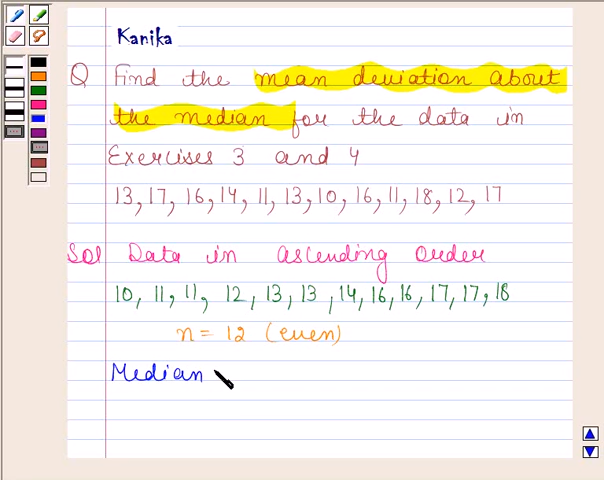 Kanika
Q Find the mean deviation about
the median for the data in
Exercises 3 and 4
13, 17, 16, 14, 11, 13, 10, 16, 11, 18, 12, 17
Sol Data in ascending order
10, 11, 11, 12, 13, 13, 14, 16, 16, 17, 17, 18
n = 12 (even)
Median